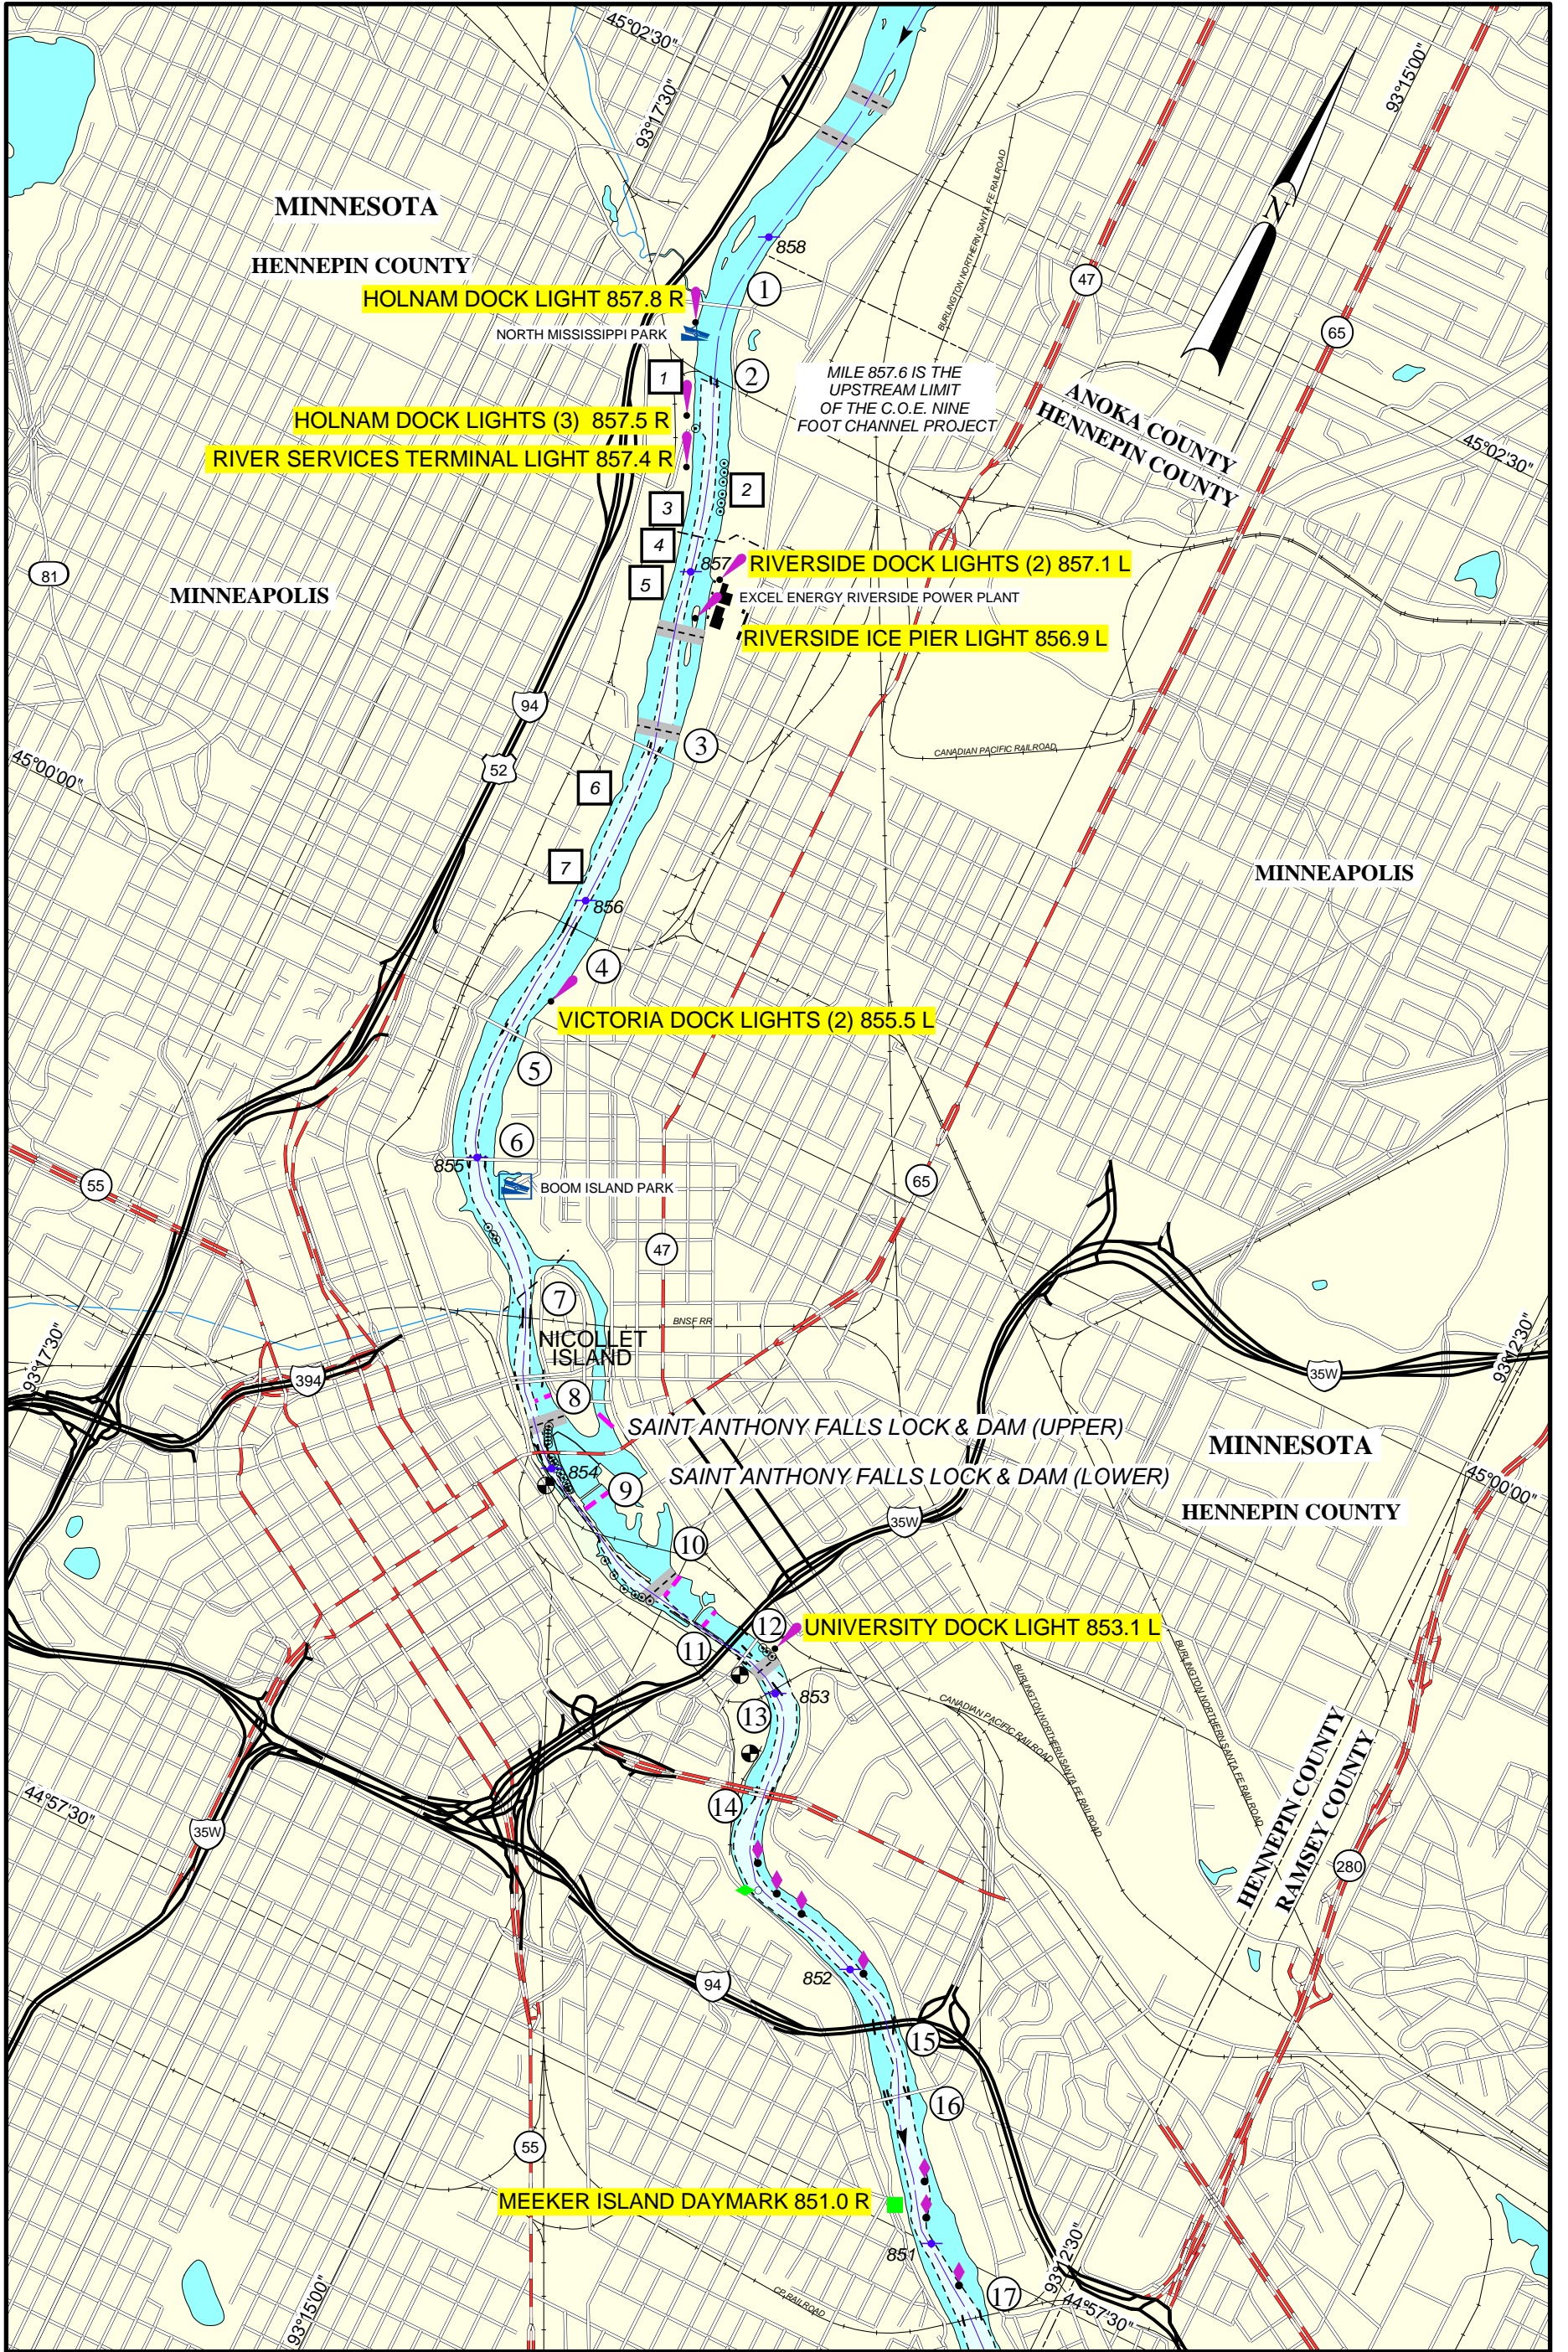 45°02'30"
93°17'30"
93°15'00"
MINNESOTA
HENNEPIN COUNTY
858
1
HOLNAM DOCK LIGHT 857.8 R
NORTH MISSISSIPPI PARK
BURLINGTON NORTHERN SANTA FE RAILROAD
N
47
65
1
2
MILE 857.6 IS THE
UPSTREAM LIMIT
OF THE C.O.E. NINE
FOOT CHANNEL PROJECT
ANOKA COUNTY
HENNEPIN COUNTY
45°02'30"
HOLNAM DOCK LIGHTS (3) 857.5 R
RIVER SERVICES TERMINAL LIGHT 857.4 R
2
3
4
5
857
RIVERSIDE DOCK LIGHTS (2) 857.1 L
EXCEL ENERGY RIVERSIDE POWER PLANT
RIVERSIDE ICE PIER LIGHT 856.9 L
81
MINNEAPOLIS
94
52
45°00'00"
3
CANADIAN PACIFIC RAILROAD
6
7
856
MINNEAPOLIS
4
VICTORIA DOCK LIGHTS (2) 855.5 L
5
6
855
BOOM ISLAND PARK
55
65
47
7
BNSF RR
NICOLLET
ISLAND
93°17'30"
394
35W
93°12'30"
8
SAINT ANTHONY FALLS LOCK & DAM (UPPER)
854
SAINT ANTHONY FALLS LOCK & DAM (LOWER)
9
MINNESOTA
45°00'00"
HENNEPIN COUNTY
35W
10
11
12
UNIVERSITY DOCK LIGHT 853.1 L
853
13
CANADIAN PACIFIC RAILROAD
BURLINGTON NORTHERN SANTA FE RAILROAD
BURLINGTON NORTHERN SANTA FE RAILROAD
HENNEPIN COUNTY
RAMSEY COUNTY
44°57'30"
35W
14
280
852
94
15
16
55
MEEKER ISLAND DAYMARK 851.0 R
851
17
93°12'30"
44°57'30"
CP RAILROAD
93°15'00"